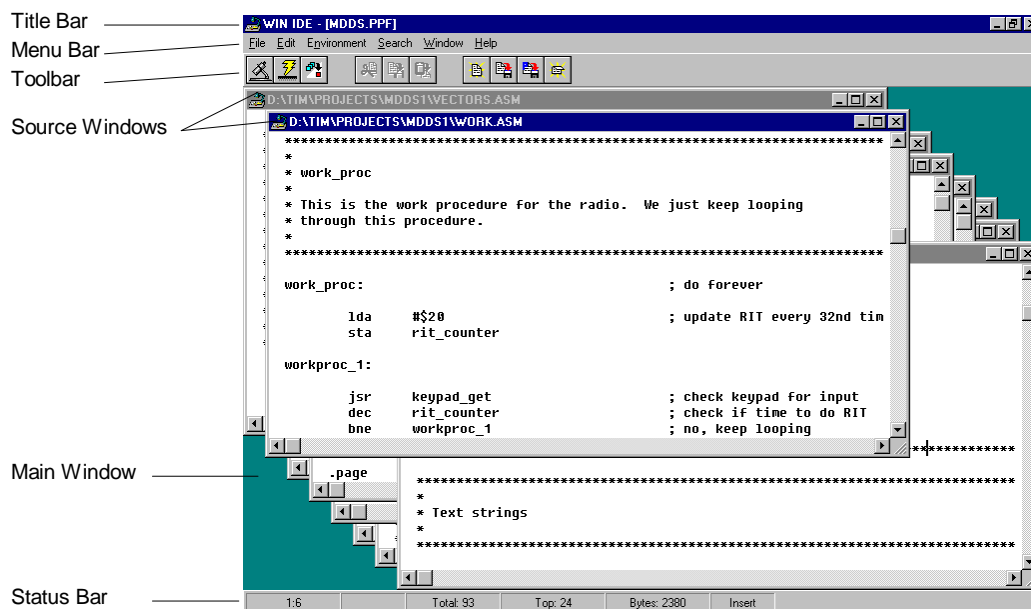 Title Bar
WIN IDE - [MDDS.PPF]
Menu Bar
File Edit Environment Search Window Help
Toolbar
Source Windows
D:\TIM\PROJECTS\MDDS1\VECTORS.ASM
D:\TIM\PROJECTS\MDDS1\WORK.ASM
***************************************************************************
*
* work_proc
*
* This is the work procedure for the radio.  We just keep looping
* through this procedure.
*
***************************************************************************
work_proc: ; do forever
lda #$20 ; update RIT every 32nd tim
sta rit_counter
workproc_1:
jsr keypad_get ; check keypad for input
dec rit_counter ; check if time to do RIT
bne workproc_1 ; no, keep looping
Main Window
.page
***************************************************************************
*
* Text strings
*
***************************************************************************
Status Bar
1:6 Total: 93 Top: 24 Bytes: 2380 Insert